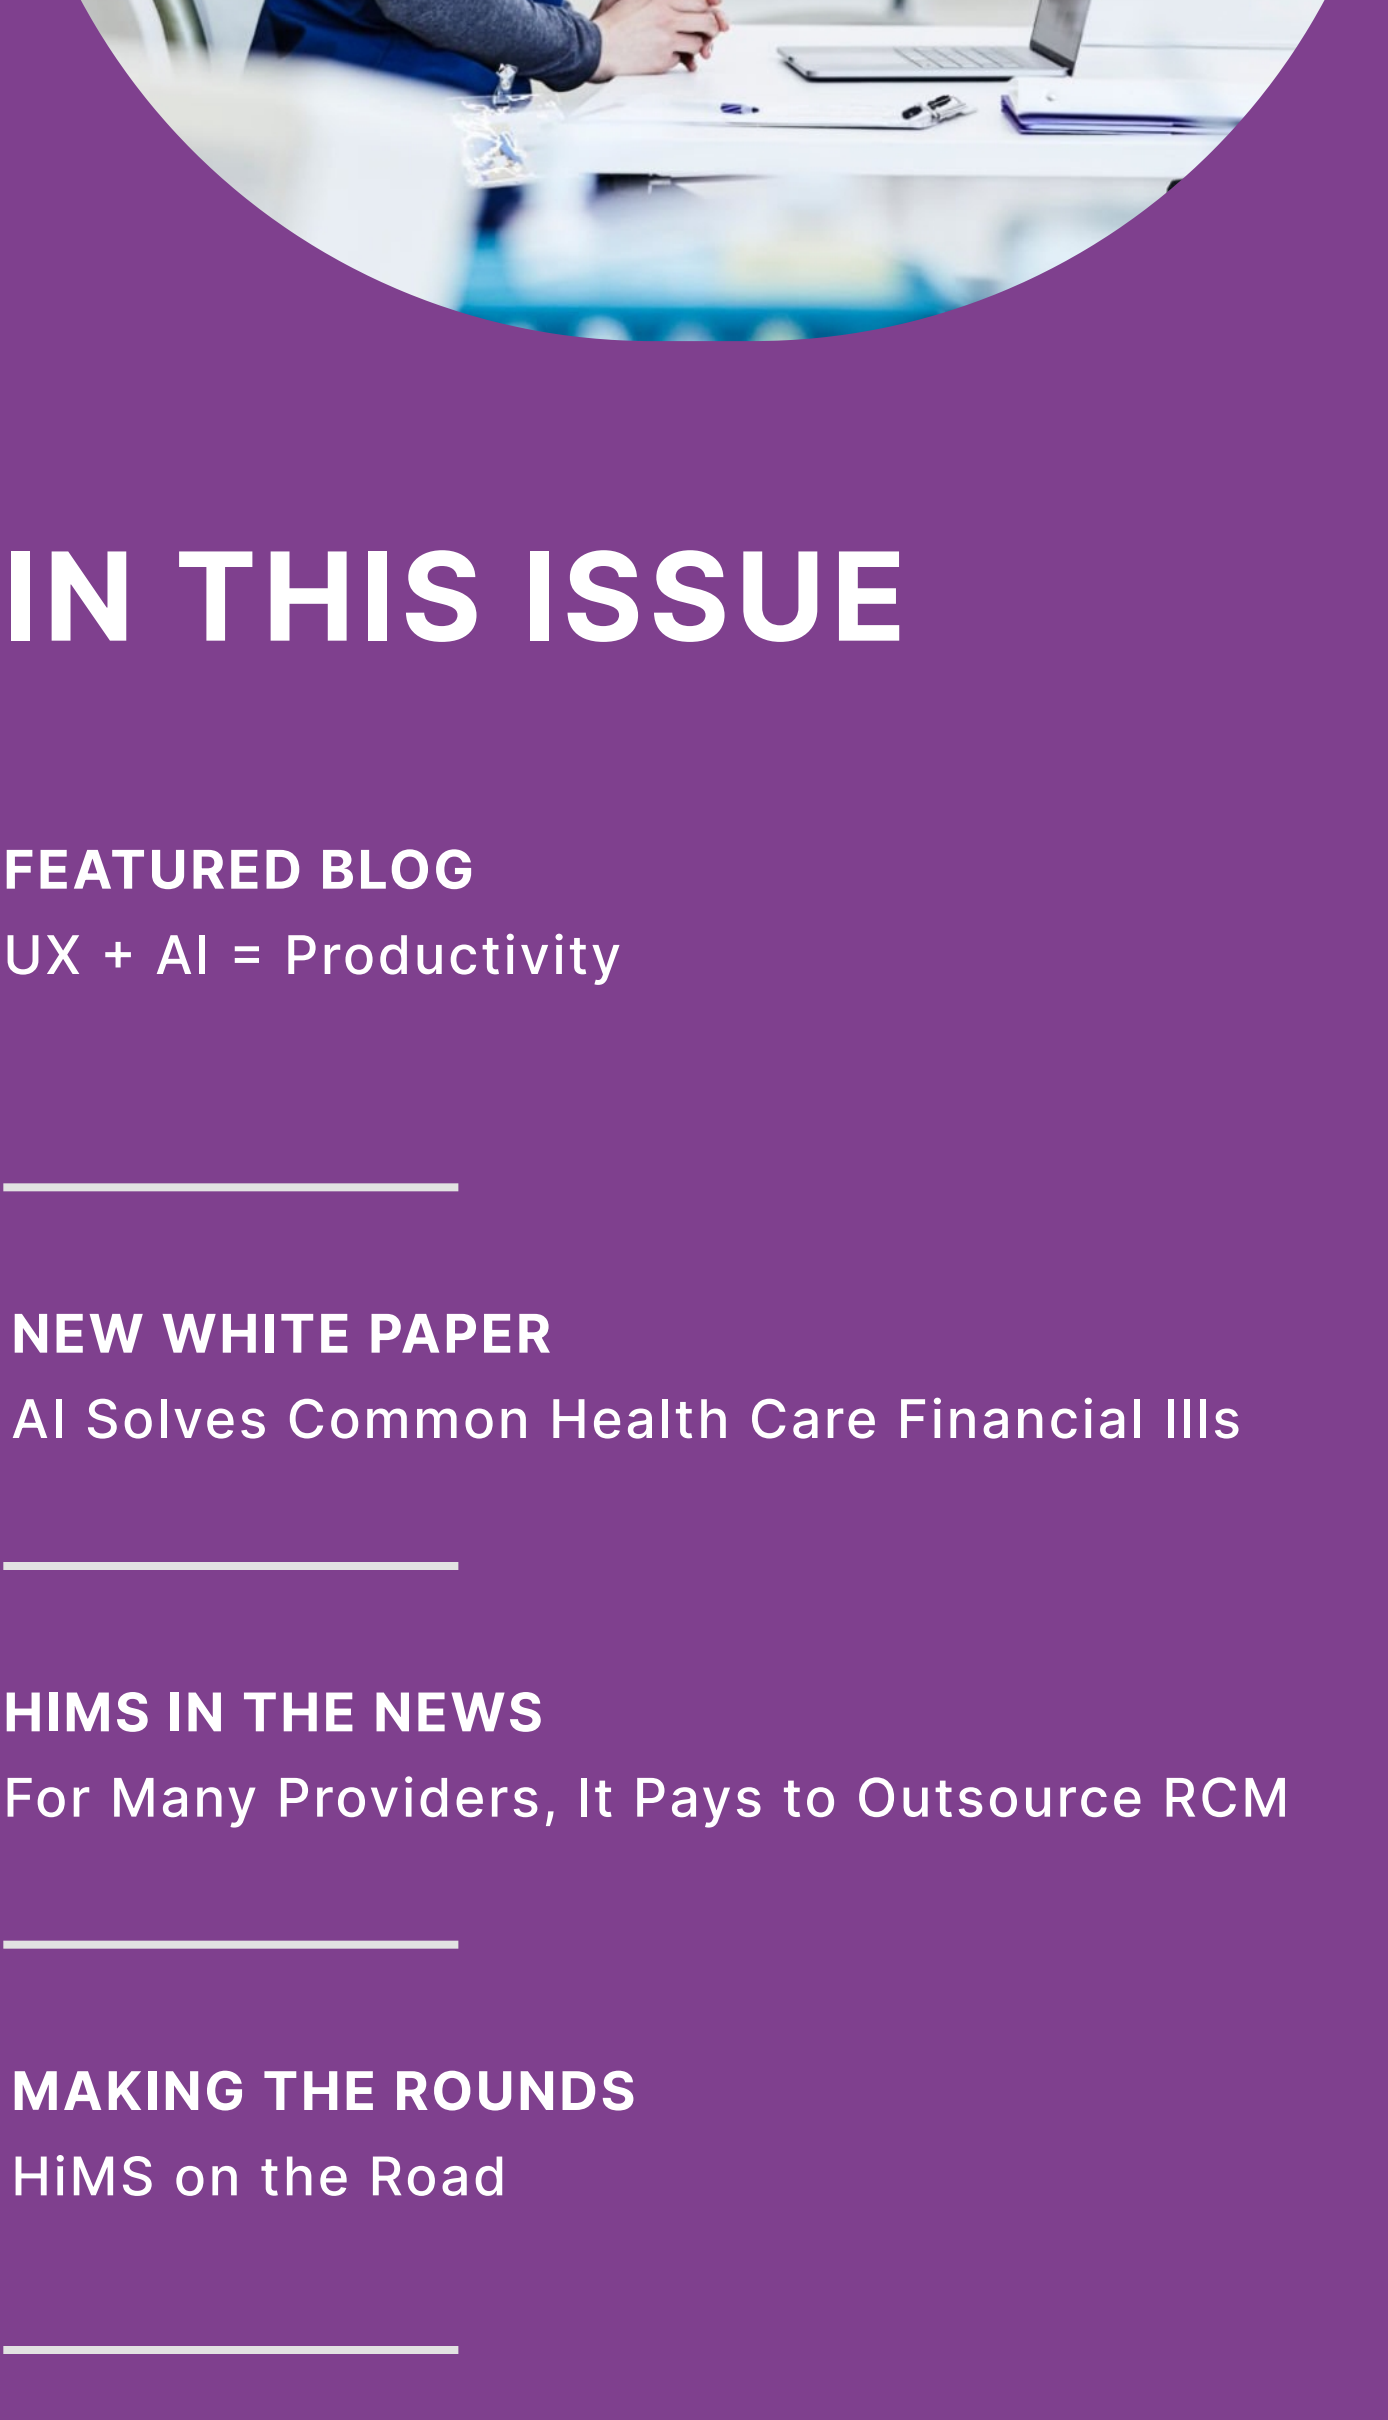 IN THIS ISSUE
FEATURED BLOG
UX + AI = Productivity
NEW WHITE PAPER
AI Solves Common Health Care Financial Ills
HIMS IN THE NEWS
For Many Providers, It Pays to Outsource RCM
MAKING THE ROUNDS
HiMS on the Road